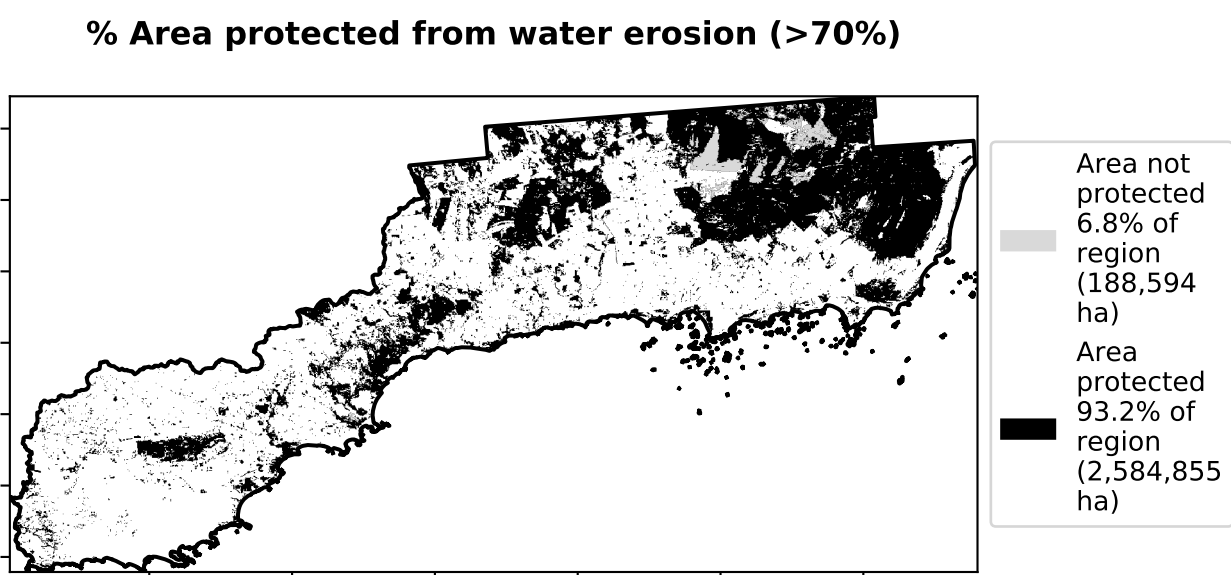 % Area protected from water erosion (>70%)
Area not
protected
6.8% of
region
(188,594
ha)
Area
protected
93.2% of
region
(2,584,855
ha)